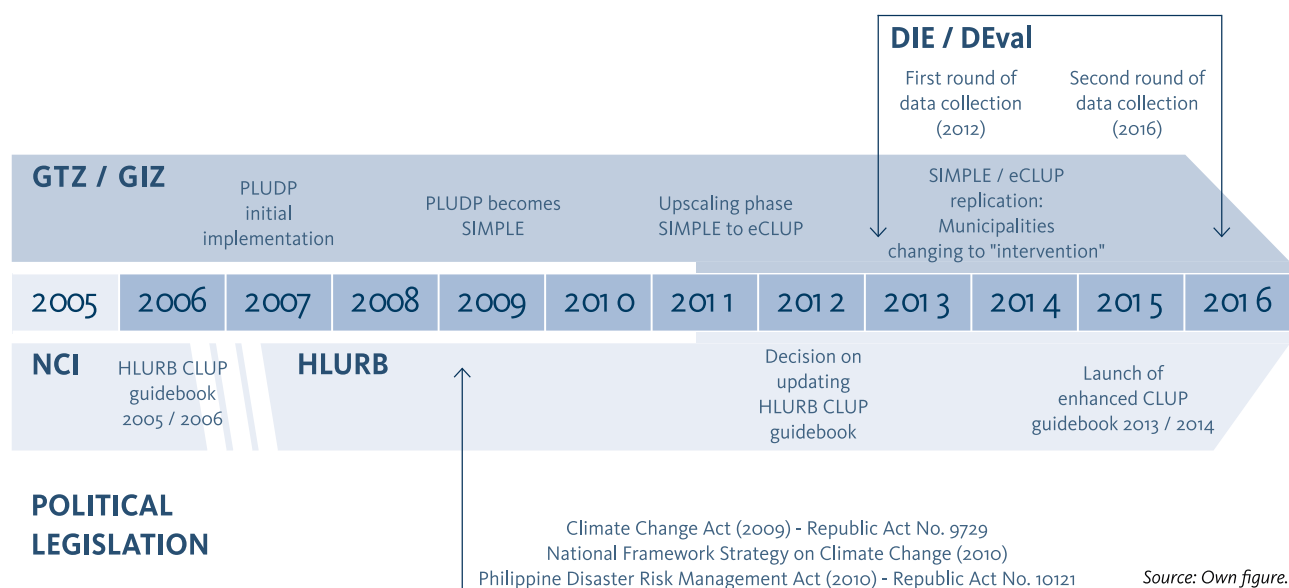 DIE / DEval
First round of
data collection
(2012)
Second round of
data collection
(2016)
GTZ / GIZ
PLUDP
initial
implementation
PLUDP becomes
SIMPLE
Upscaling phase
SIMPLE to eCLUP
SIMPLE / eCLUP
replication:
Municipalities
changing to "intervention"
2005 2006 2007 2008 2009 2010 2011 2012 2013 2014 2015 2016
NCI
HLURB CLUP
guidebook
2005 / 2006
HLURB
Decision on
updating
HLURB CLUP
guidebook
Launch of
enhanced CLUP
guidebook 2013 / 2014
POLITICAL
LEGISLATION
Climate Change Act (2009) - Republic Act No. 9729
National Framework Strategy on Climate Change (2010)
Philippine Disaster Risk Management Act (2010) - Republic Act No. 10121
Source: Own figure.